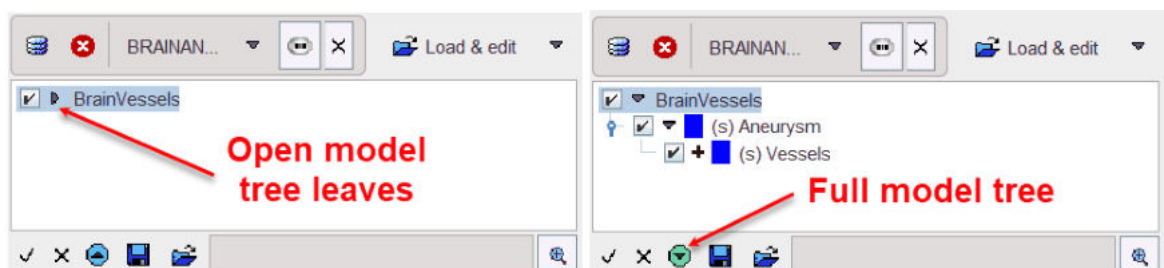 BRAINAN... Load & edit
BrainVessels
Open model
tree leaves
BRAINAN... Load & edit
BrainVessels
(s) Aneurysm
(s) Vessels
Full model tree